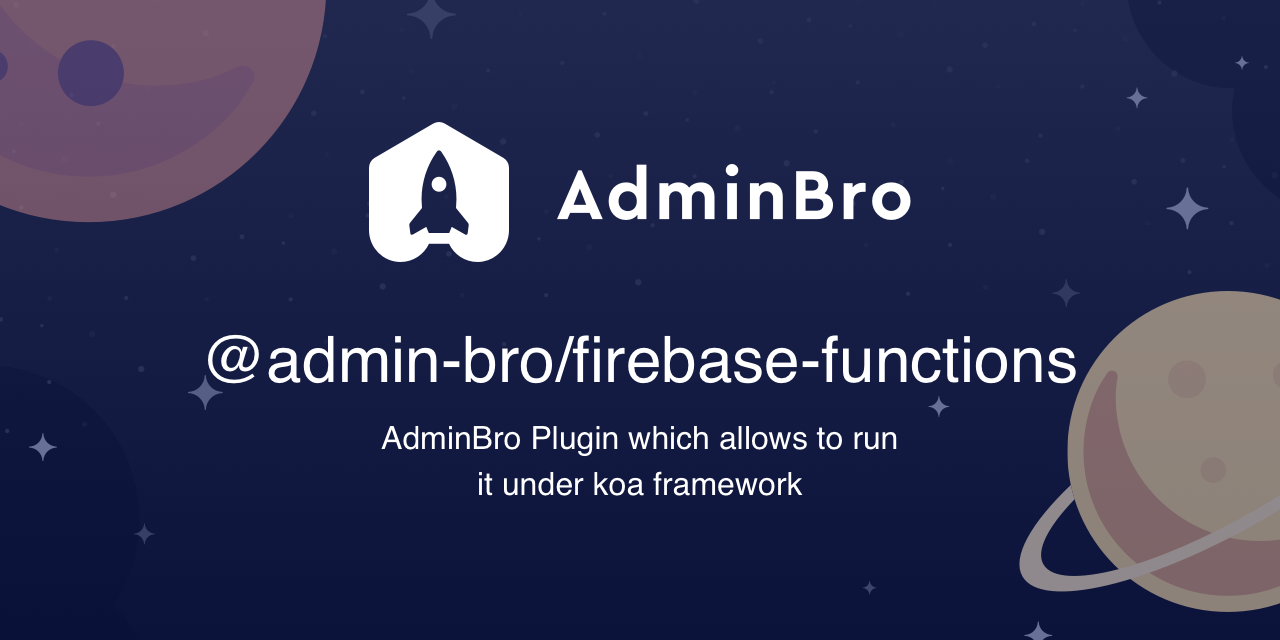 AdminBro
@admin-bro/firebase-functions
AdminBro Plugin which allows to run
it under koa framework